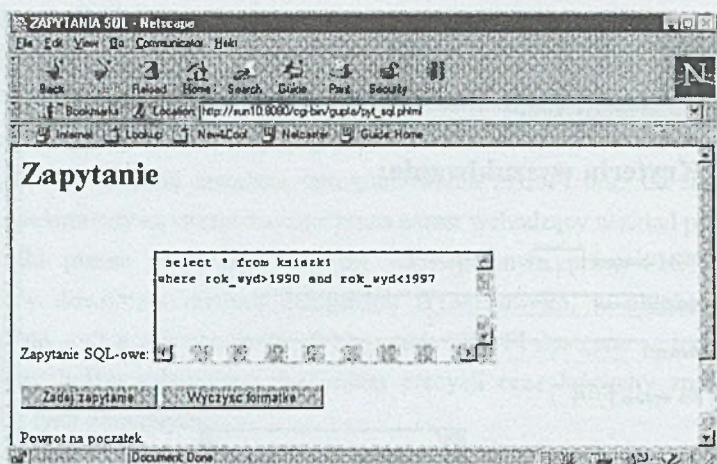 ZAPYTANIA SQL - Netscape
File Edit View Go Communicator Help
Back Reload Home Search Guide Print Security
N
Bookmarks Location: http://sun10:8080/cgi-bin/gupta/pyt_sql.phtml
Internet Lookup New&Cool Netcaster Guide Home
Zapytanie
select * from ksiazki
where rok_wyd>1990 and rok_wyd<1997
Zapytanie SQL-owe:
Zadaj zapytanie Wyczysc formatke
Powrot na poczatek.
Document: Done